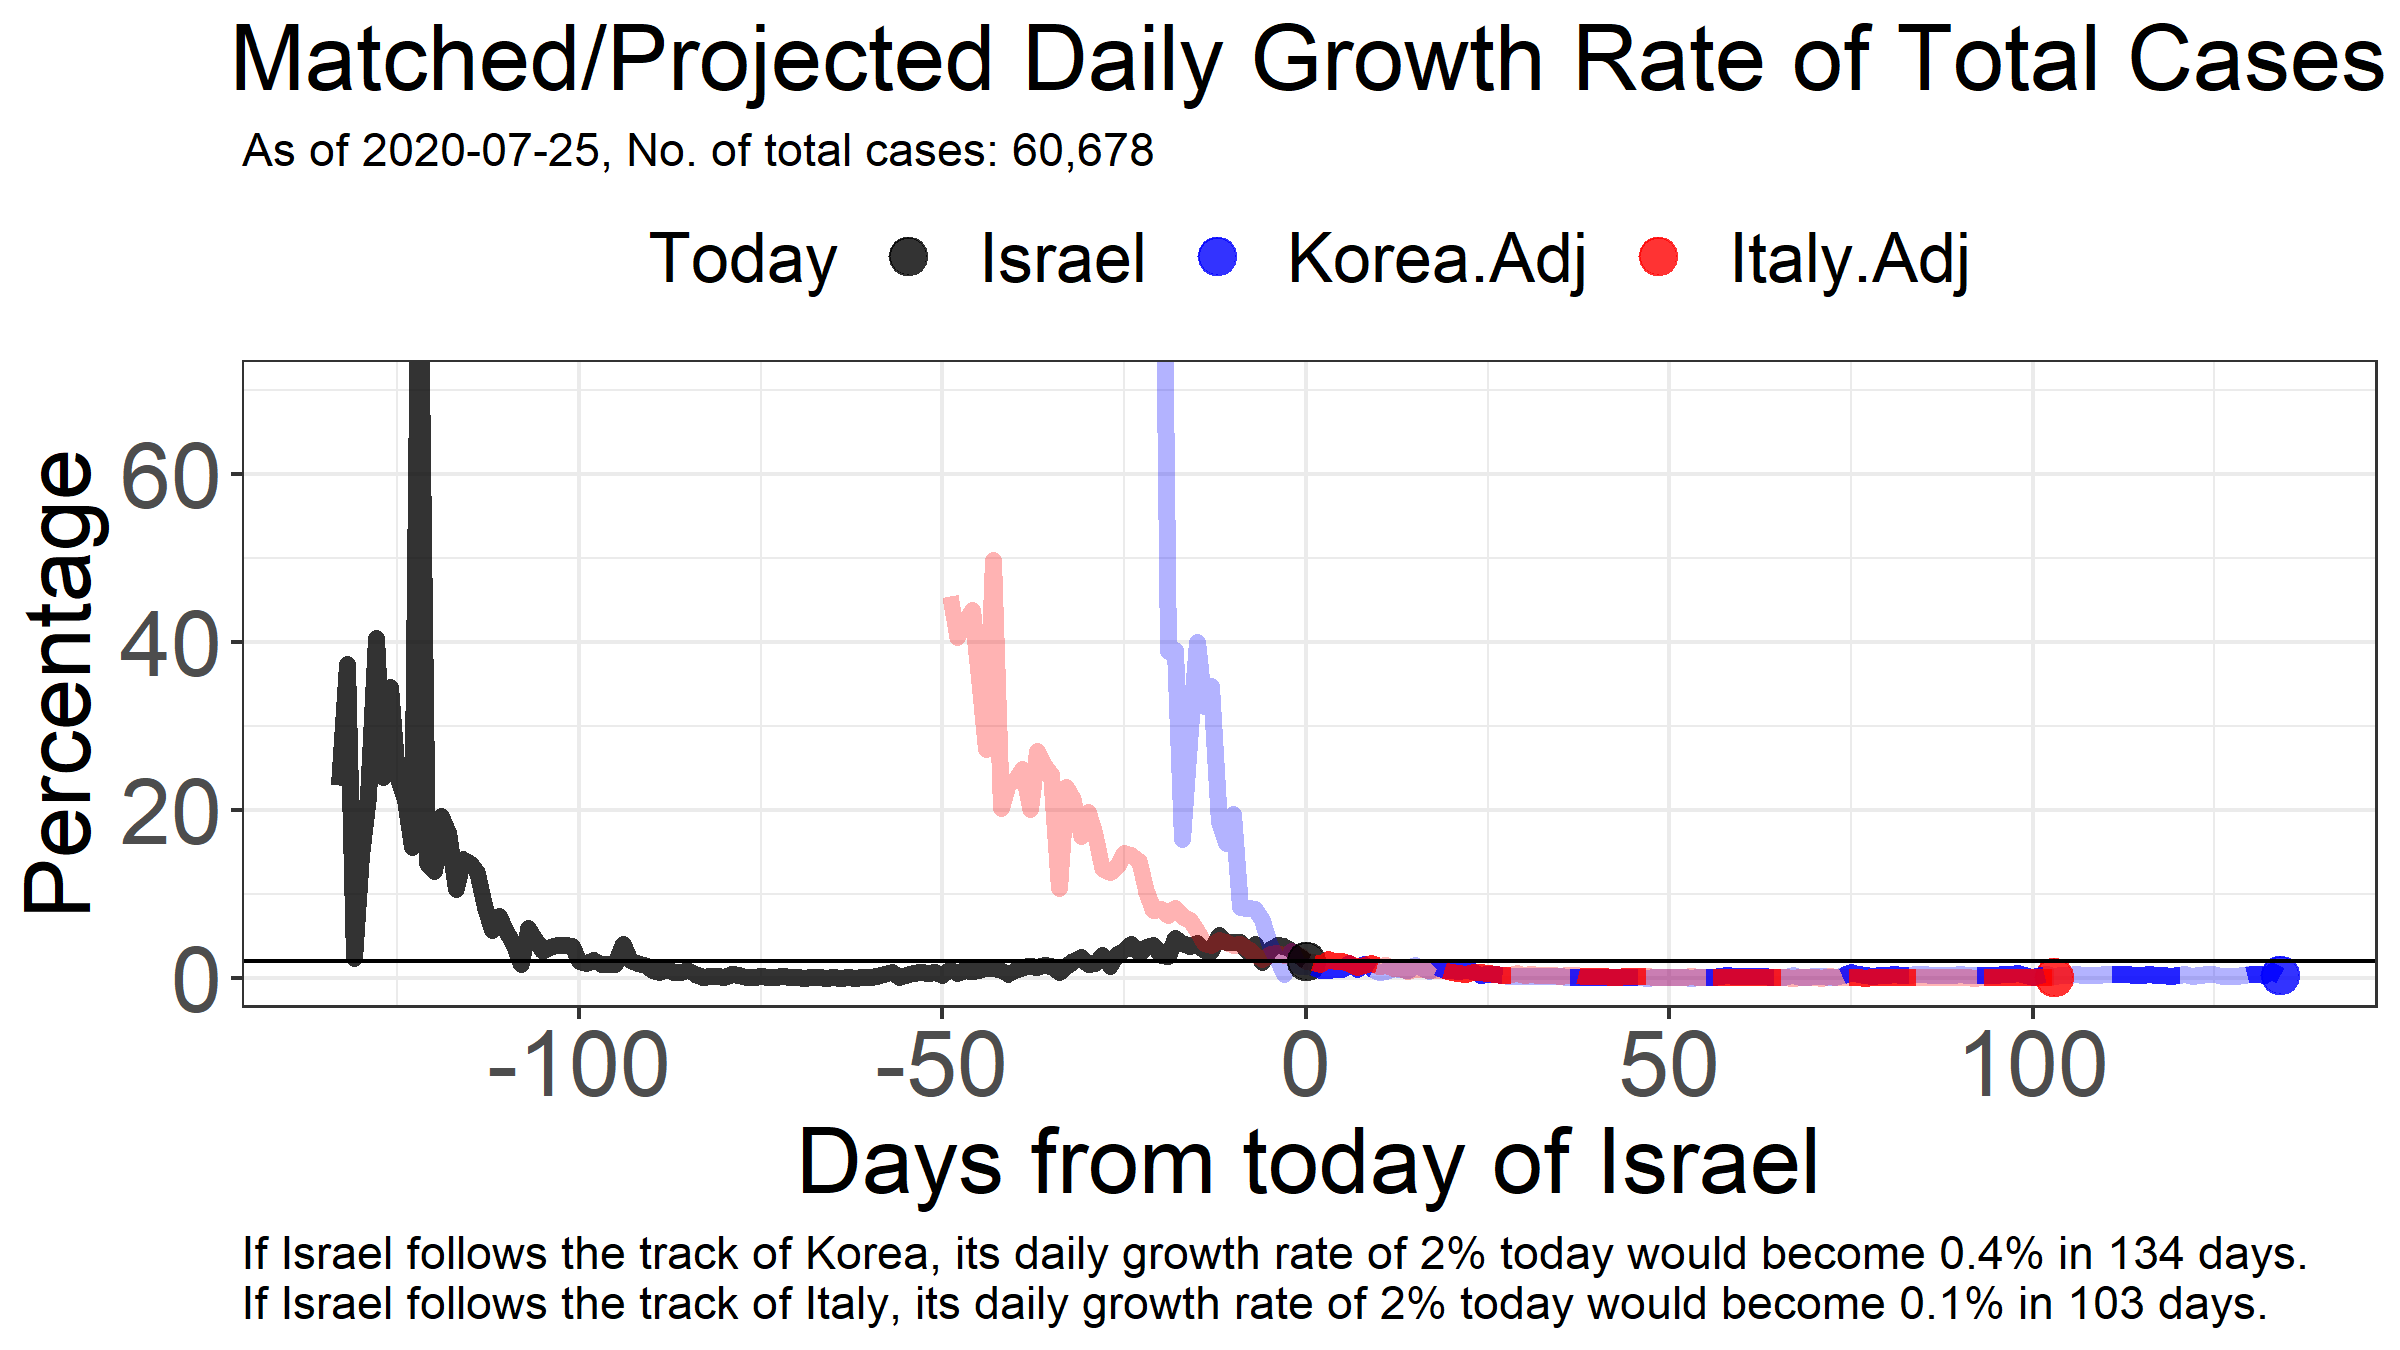 Matched/Projected Daily Growth Rate of Total Cases
As of 2020-07-25, No. of total cases: 60,678
Today Israel Korea.Adj Italy.Adj
Percentage
60
40
20
0
-100 -50 0 50 100
Days from today of Israel
If Israel follows the track of Korea, its daily growth rate of 2% today would become 0.4% in 134 days.
If Israel follows the track of Italy, its daily growth rate of 2% today would become 0.1% in 103 days.